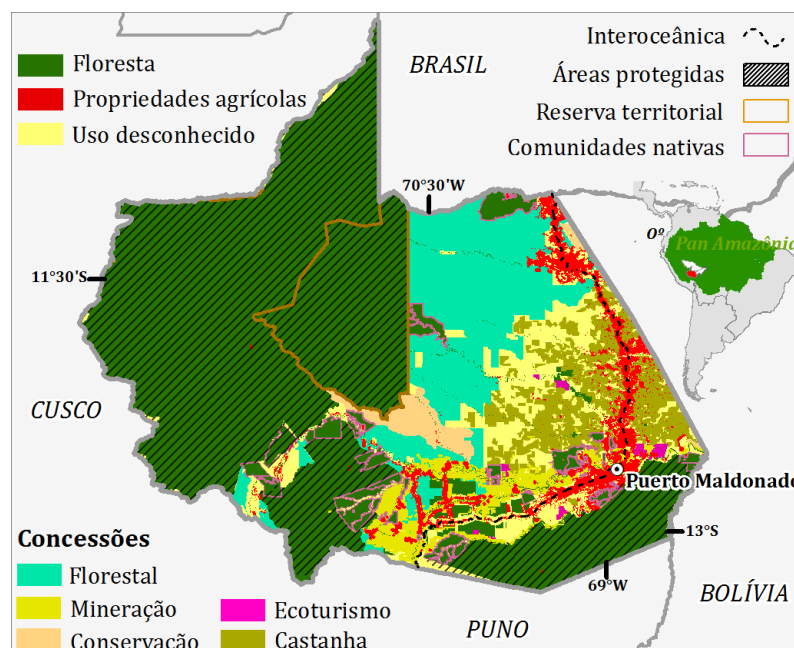 Floresta
Propriedades agrícolas
Uso desconhecido
BRASIL
Interoceânica
Áreas protegidas
Reserva territorial
Comunidades nativas
70°30'W
0º
Pan Amazônia
11°30'S
CUSCO
Puerto Maldonado
13°S
69°W
BOLÍVIA
PUNO
Concessões
Florestal
Mineração
Conservação
Ecoturismo
Castanha